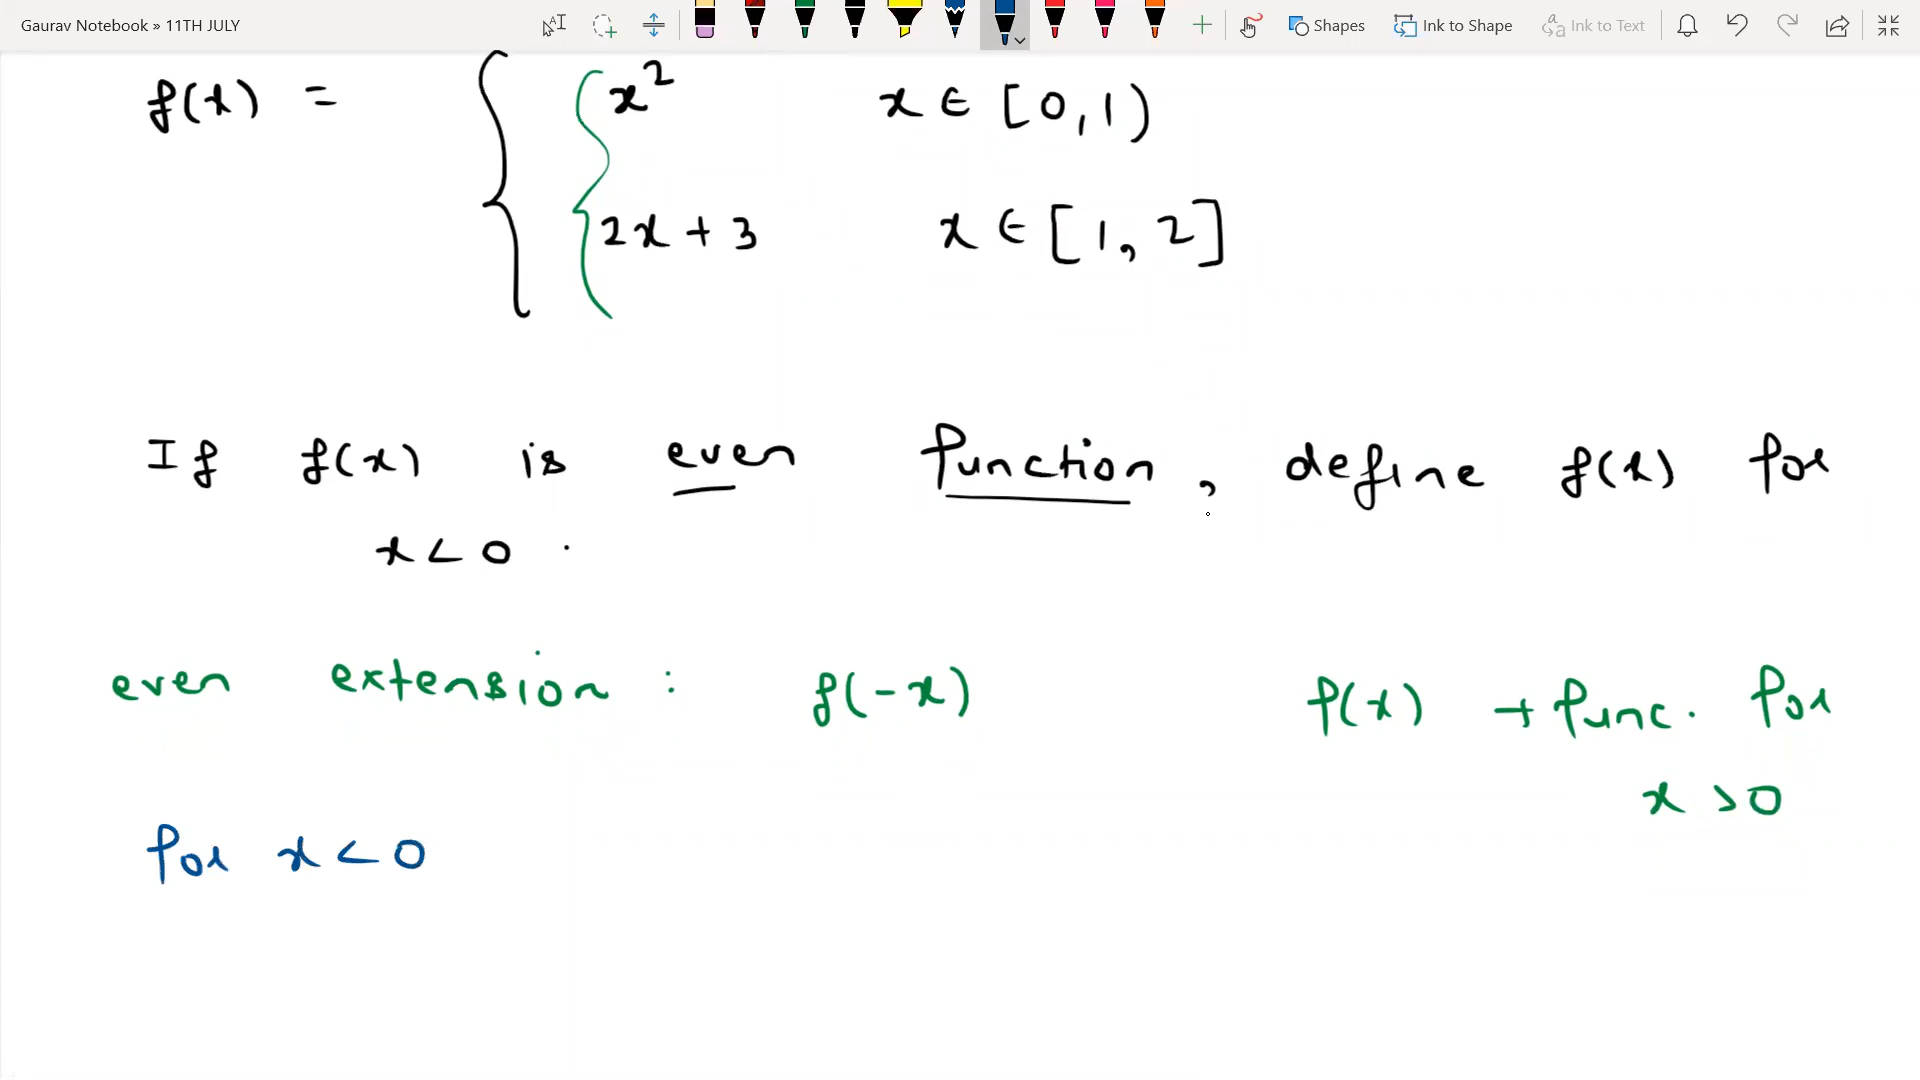 Gaurav Notebook » 11TH JULY
Shapes
Ink to Shape
Ink to Text
f(x) = { { x² x ∈ [0,1)
2x + 3 x ∈ [1, 2]
If f(x) is even function, define f(x) for
x < 0 .
even extension : f(-x) f(x) → func. for
x > 0
for x < 0